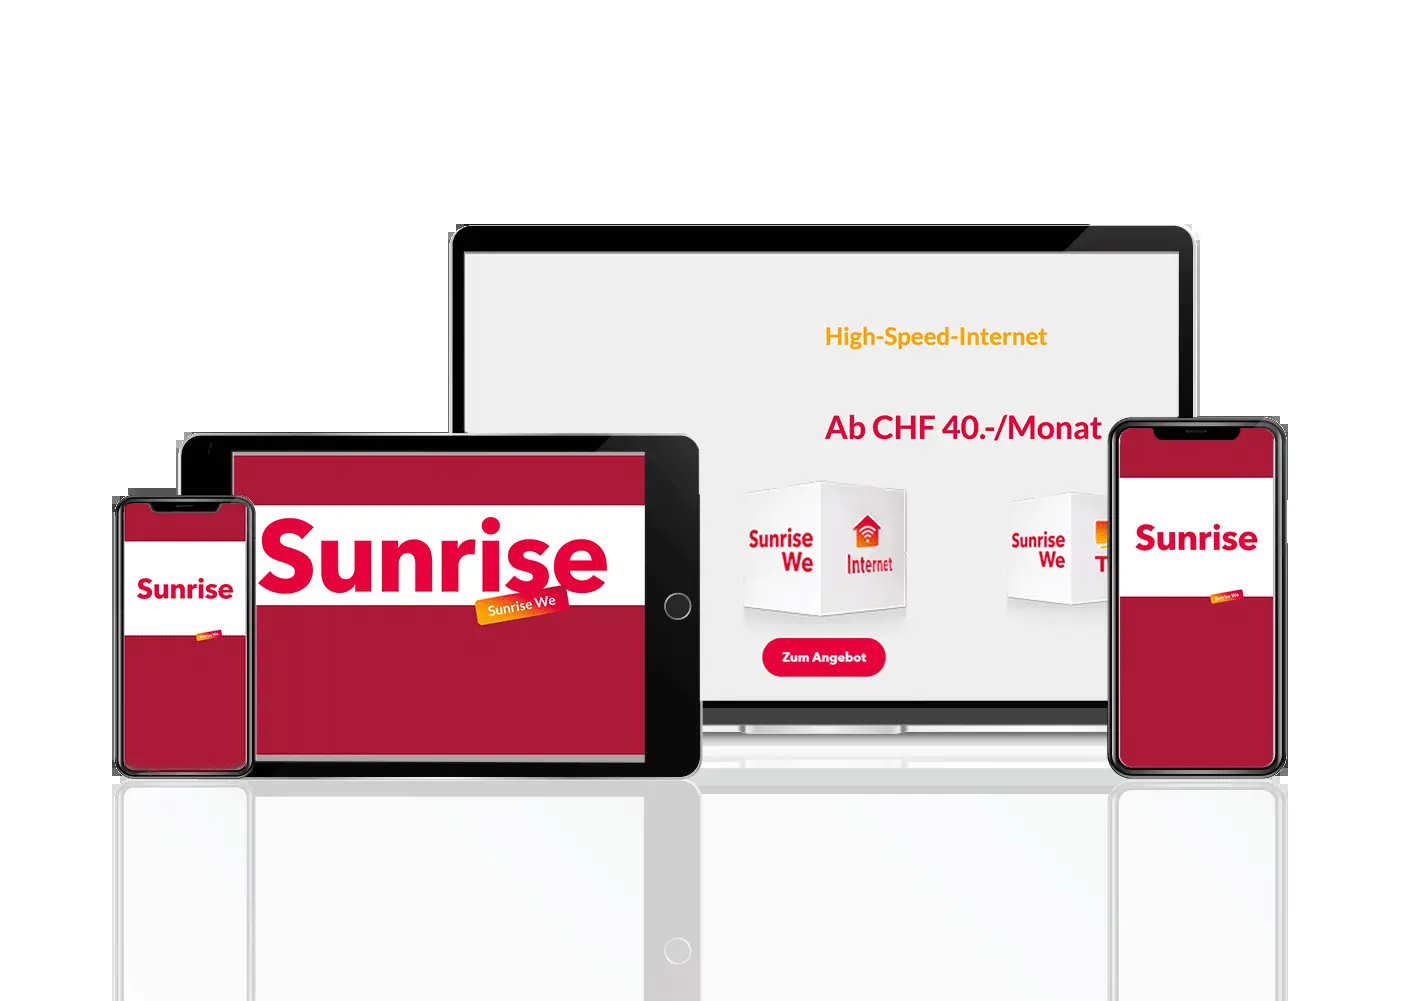 High-Speed-Internet
Ab CHF 40.-/Monat
Sunrise
We
Internet
Sunrise
We
T
Zum Angebot
Sunrise
Sunrise We
Sunrise
Sunrise We
Sunrise
Sunrise We